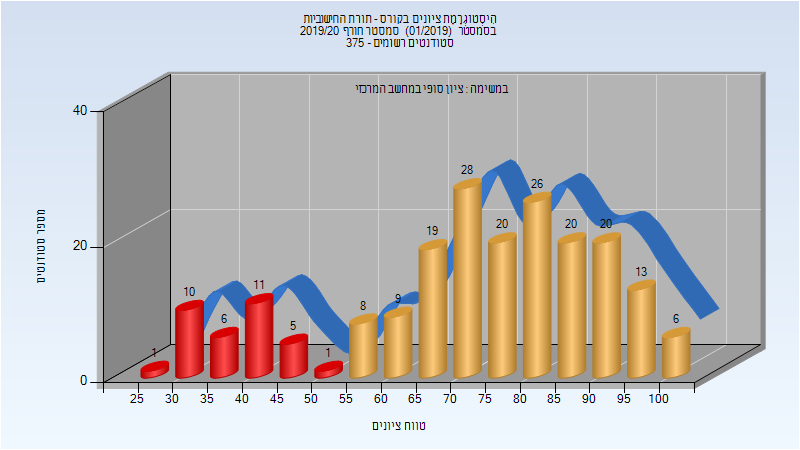 היסטוגרמת ציונים בקורס - תורת החישוביות
בסמסטר (01/2019) סמסטר חורף 2019/20
סטודנטים רשומים - 375
במשימה : ציון סופי במחשב המרכזי
40
20
0
מספר סטודנטים
1
10
6
11
5
1
8
9
19
28
20
26
20
20
13
6
25 30 35 40 45 50 55 60 65 70 75 80 85 90 95 100
טווח ציונים